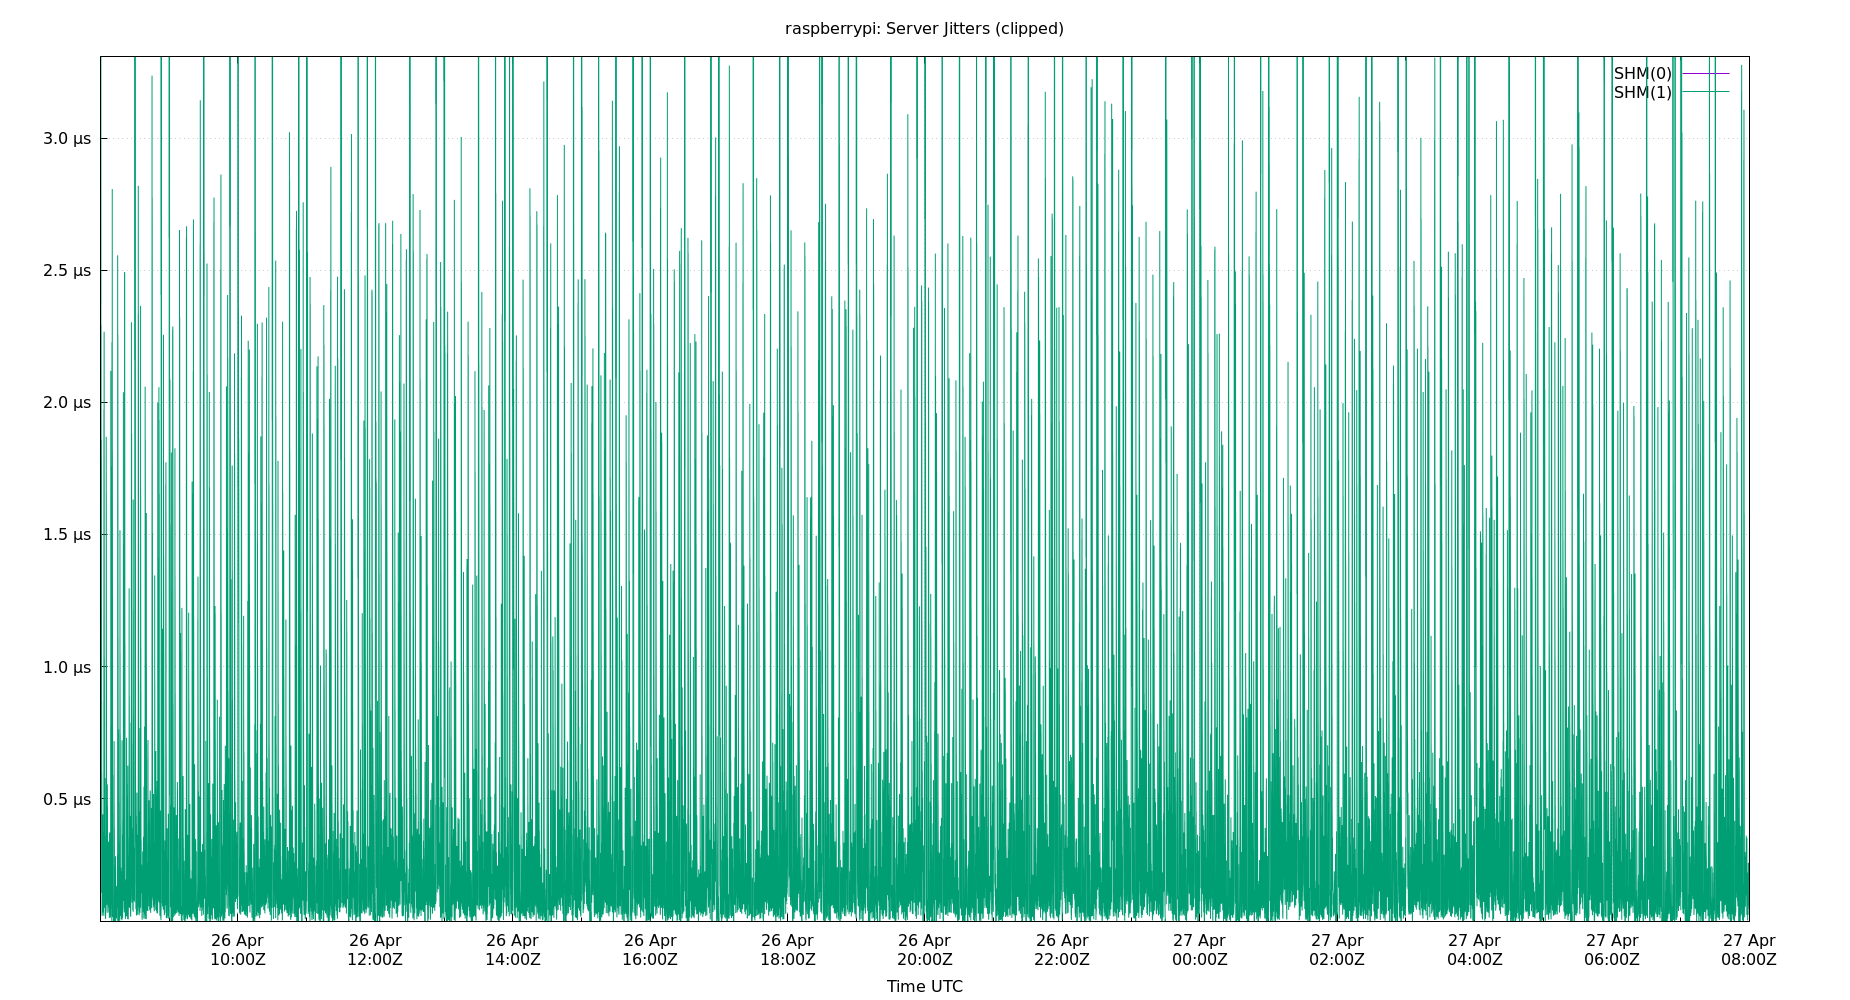 raspberrypi: Server Jitters (clipped)
SHM(0)
SHM(1)
3.0 µs
2.5 µs
2.0 µs
1.5 µs
1.0 µs
0.5 µs
26 Apr 26 Apr 26 Apr 26 Apr 26 Apr 26 Apr 26 Apr 27 Apr 27 Apr 27 Apr 27 Apr 27 Apr
10:00Z 12:00Z 14:00Z 16:00Z 18:00Z 20:00Z 22:00Z 00:00Z 02:00Z 04:00Z 06:00Z 08:00Z
Time UTC